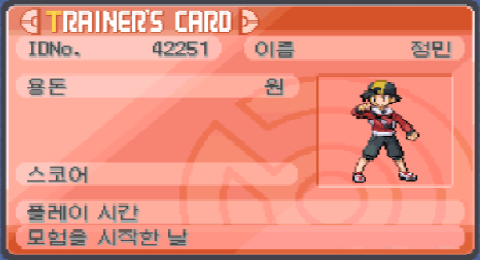 TRAINER'S CARD
IDNo. 42251 이름 정민
용돈 원
스코어
플레이 시간
모험을 시작한 날